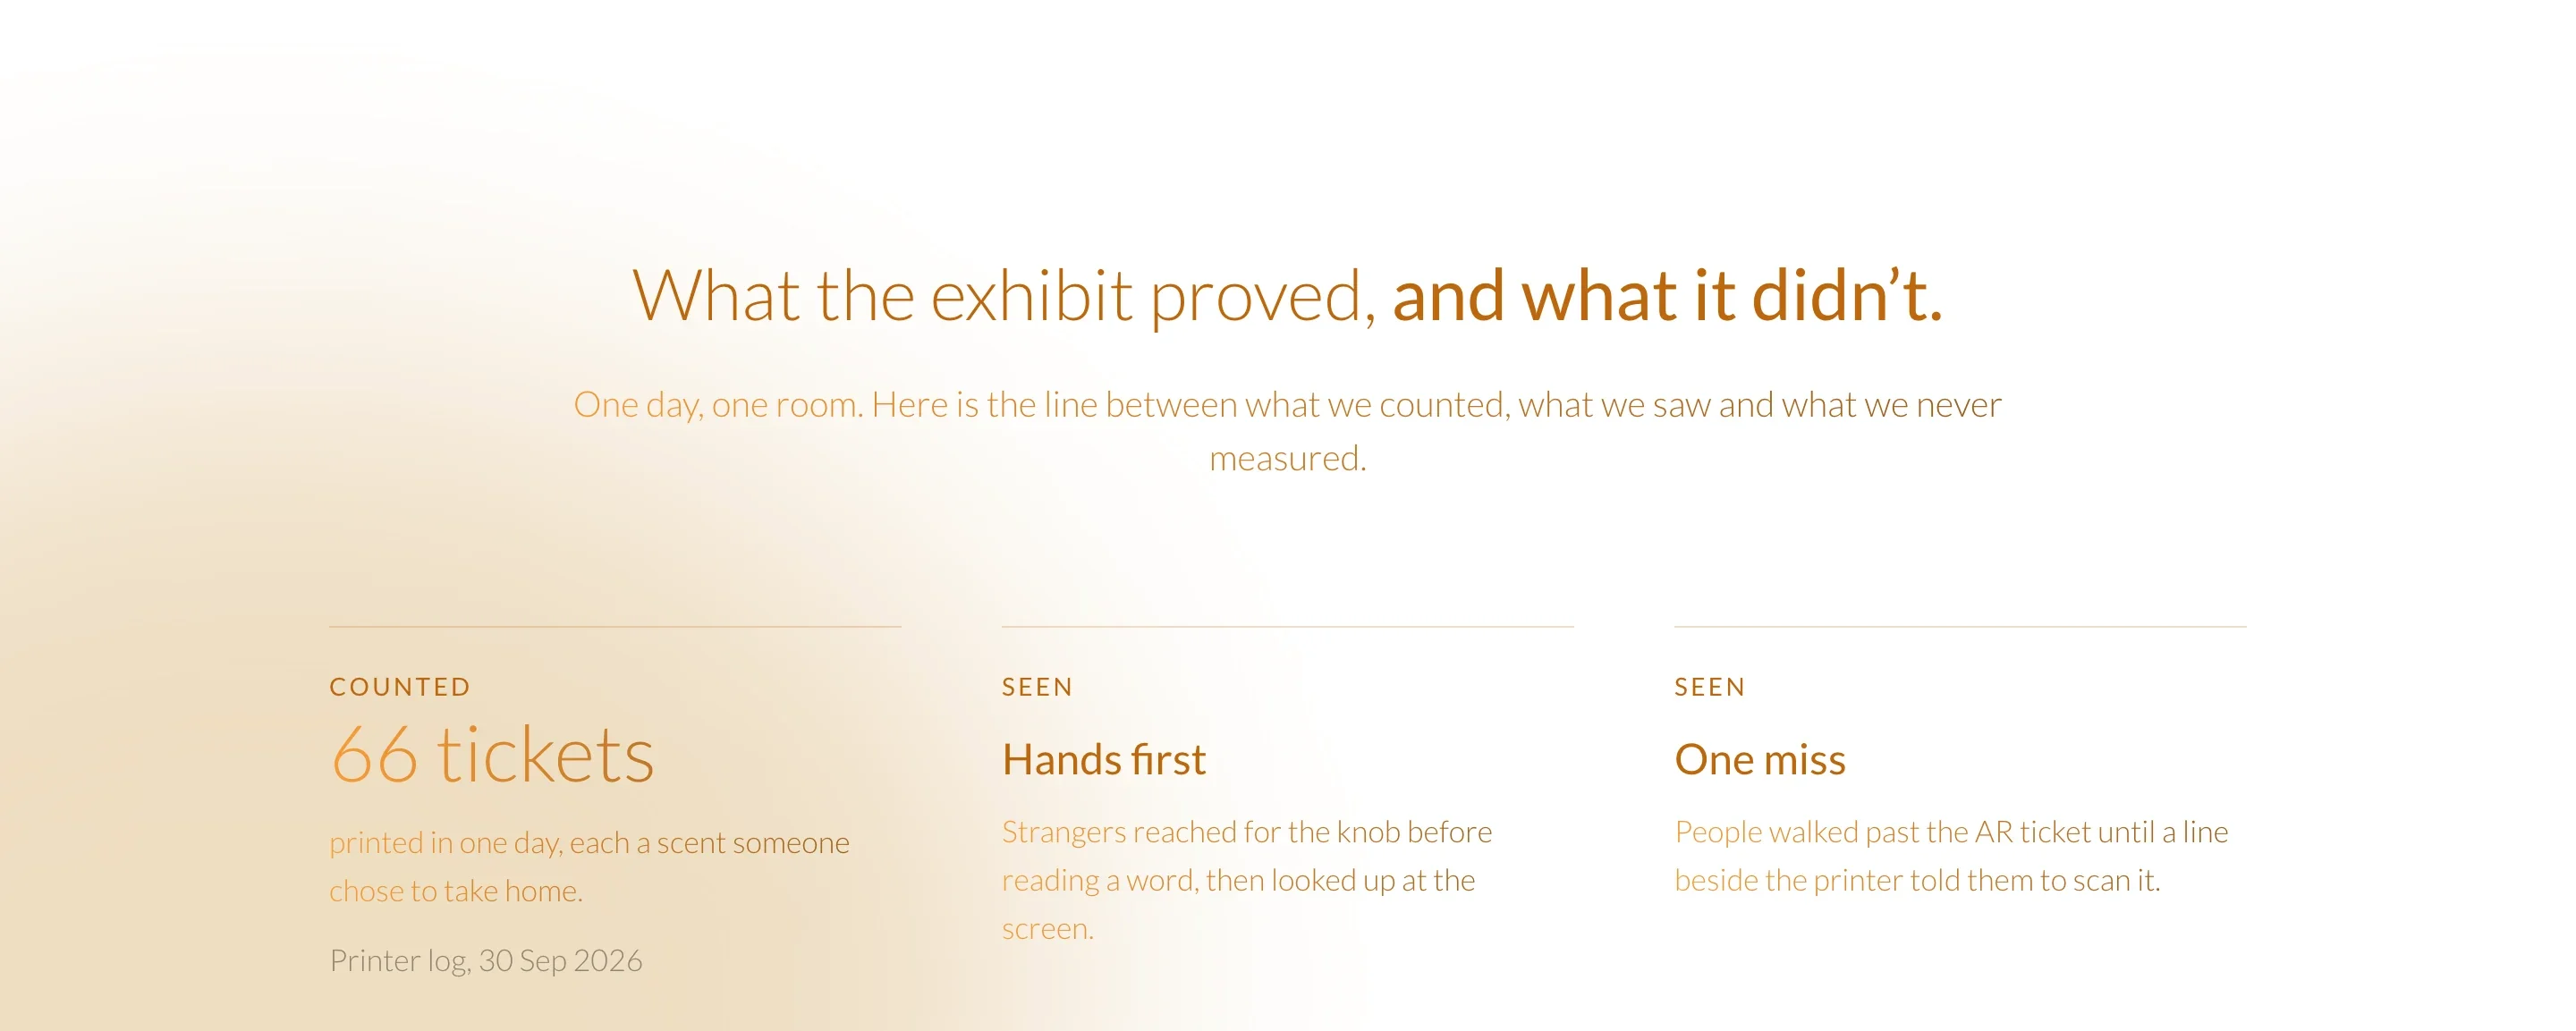 What the exhibit proved, and what it didn’t.
One day, one room. Here is the line between what we counted, what we saw and what we never
measured.
COUNTED
66 tickets
printed in one day, each a scent someone
chose to take home.
Printer log, 30 Sep 2026
SEEN
Hands first
Strangers reached for the knob before
reading a word, then looked up at the
screen.
SEEN
One miss
People walked past the AR ticket until a line
beside the printer told them to scan it.